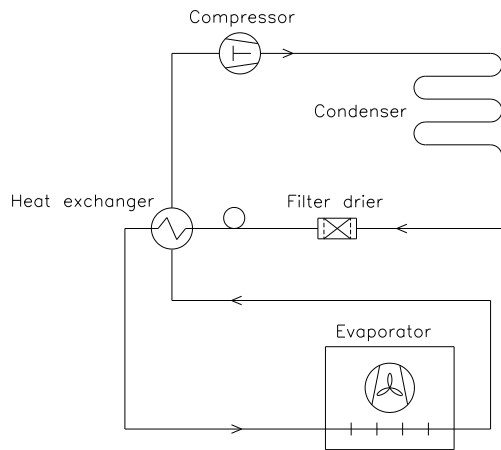 Compressor
Condenser
Heat exchanger
Filter drier
Evaporator